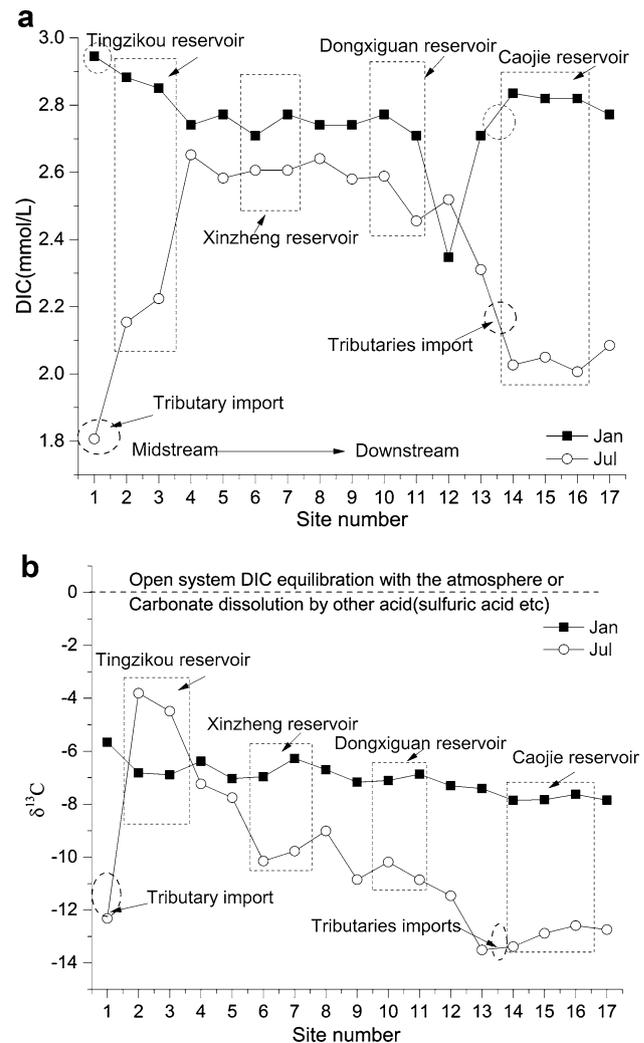 a
Tingzikou reservoir
Dongxiguan reservoir
Caojie reservoir
3.0
2.8
2.6
2.4
2.2
2.0
1.8
DIC(mmol/L)
Xinzheng reservoir
Tributaries import
Tributary import
Midstream
Downstream
Jan
Jul
1 2 3 4 5 6 7 8 9 10 11 12 13 14 15 16 17
Site number
b
Open system DIC equilibration with the atmosphere or
Carbonate dissolution by other acid(sulfuric acid etc)
Jan
Jul
0
-2
-4
-6
-8
-10
-12
-14
δ¹³C
Tingzikou reservoir
Xinzheng reservoir
Dongxiguan reservoir
Caojie reservoir
Tributary import
Tributaries imports
1 2 3 4 5 6 7 8 9 10 11 12 13 14 15 16 17
Site number